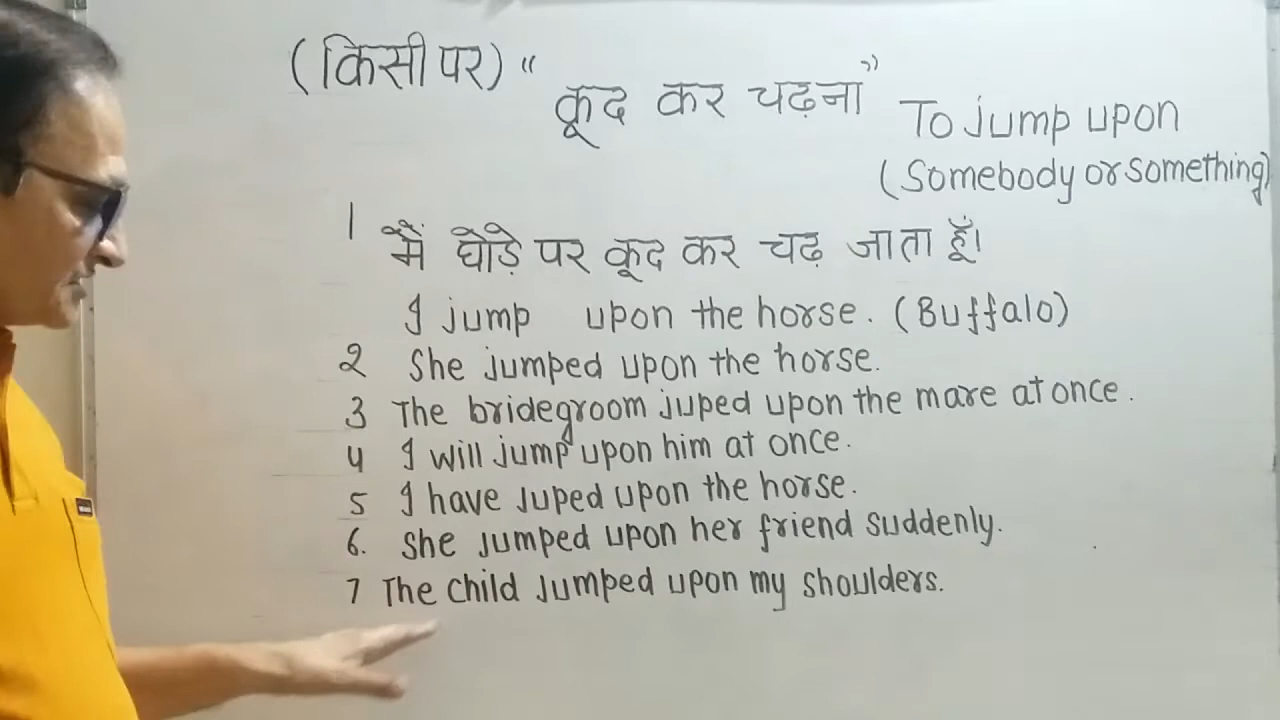 (किसी पर) “ कूद कर चढ़ना” To jump upon
(Somebody or something)
1 मैं घोड़े पर कूद कर चढ़ जाता हूँ।
I jump upon the horse. (Buffalo)
2 She jumped upon the horse.
3 The bridegroom juped upon the mare at once.
4 I will jump upon him at once.
5 I have Juped upon the horse.
6. She Jumped upon her friend suddenly.
7 The child Jumped upon my shoulders.